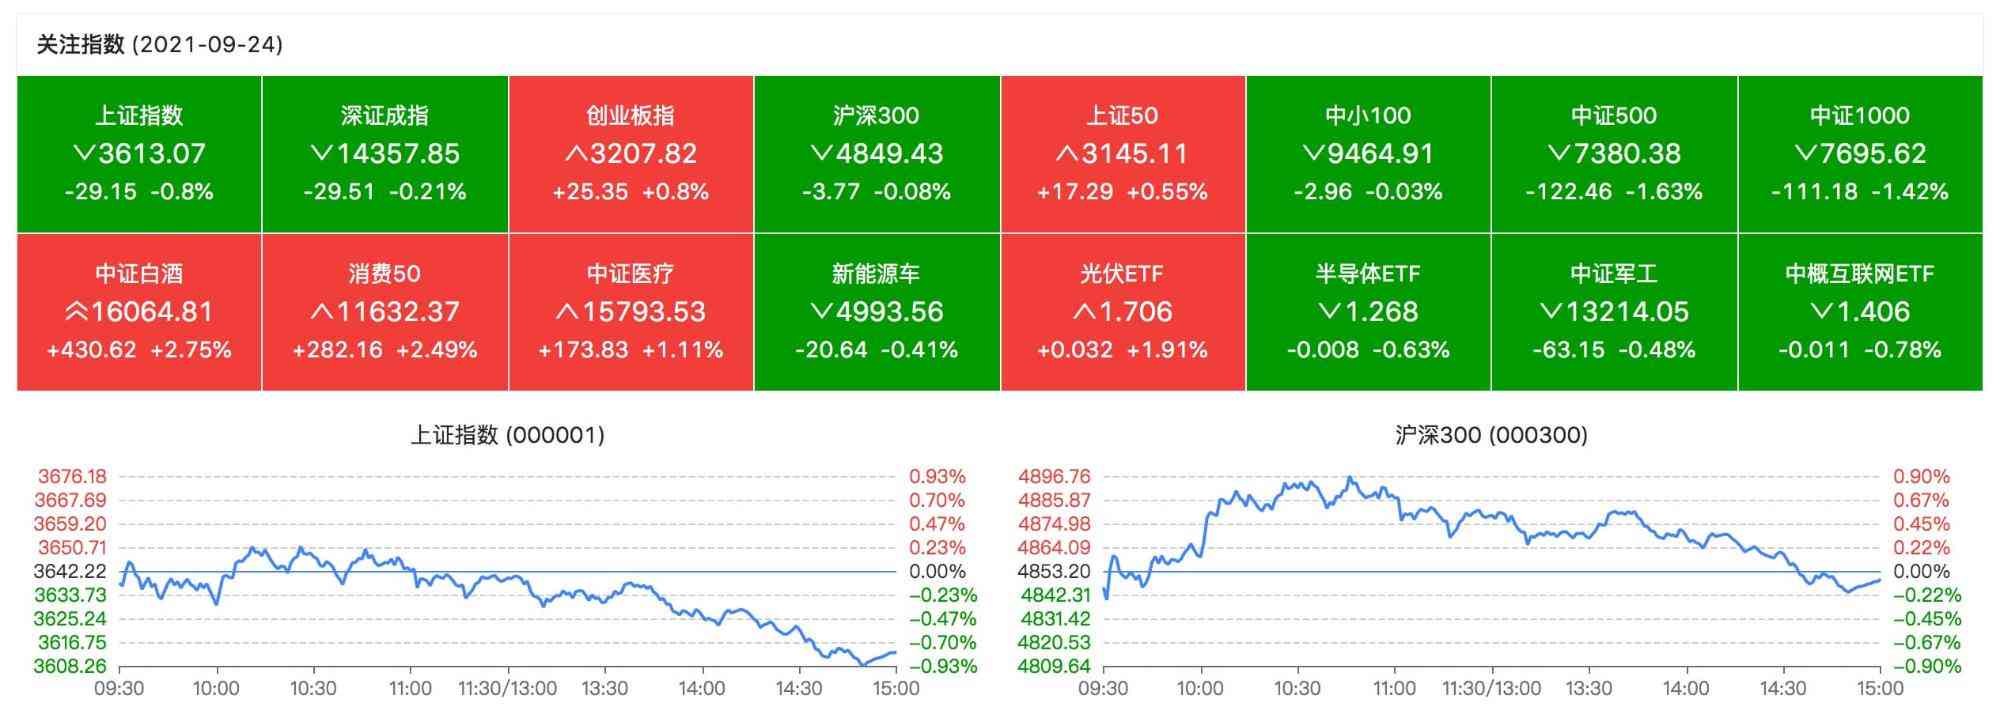 关注指数 (2021-09-24)
上证指数 深证成指 创业板指 沪深300 上证50 中小100 中证500 中证1000
3613.07 14357.85 3207.82 4849.43 3145.11 9464.91 7380.38 7695.62
-29.15 -0.8% -29.51 -0.21% +25.35 +0.8% -3.77 -0.08% +17.29 +0.55% -2.96 -0.03% -122.46 -1.63% -111.18 -1.42%
中证白酒 消费50 中证医疗 新能源车 光伏ETF 半导体ETF 中证军工 中概互联网ETF
16064.81 11632.37 15793.53 4993.56 1.706 1.268 13214.05 1.406
+430.62 +2.75% +282.16 +2.49% +173.83 +1.11% -20.64 -0.41% +0.032 +1.91% -0.008 -0.63% -63.15 -0.48% -0.011 -0.78%
上证指数 (000001)
3676.18 0.93%
3667.69 0.70%
3659.20 0.47%
3650.71 0.23%
3642.22 0.00%
3633.73 −0.23%
3625.24 −0.47%
3616.75 −0.70%
3608.26 −0.93%
09:30 10:00 10:30 11:00 11:30/13:00 13:30 14:00 14:30 15:00
沪深300 (000300)
4896.76 0.90%
4885.87 0.67%
4874.98 0.45%
4864.09 0.22%
4853.20 0.00%
4842.31 −0.22%
4831.42 −0.45%
4820.53 −0.67%
4809.64 −0.90%
09:30 10:00 10:30 11:00 11:30/13:00 13:30 14:00 14:30 15:00